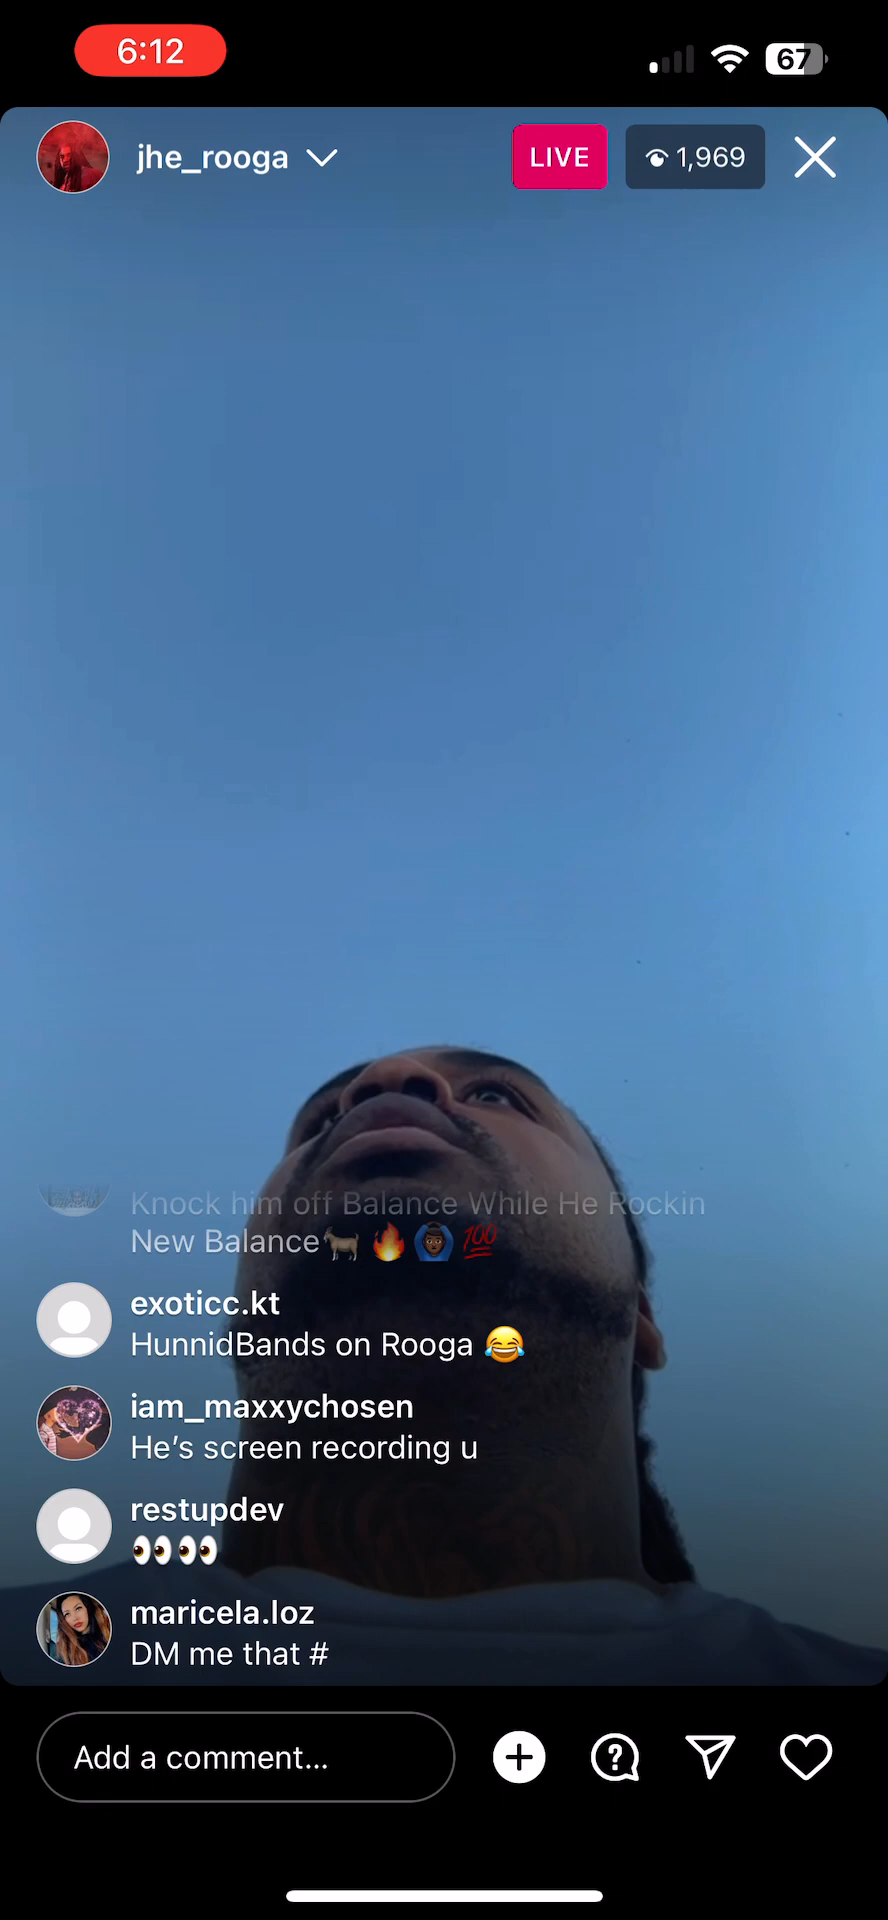 6:12
67
jhe_rooga
LIVE
1,969
Knock him off Balance While He Rockin
New Balance🐐🔥🙆🏾‍♂️💯
exoticc.kt
HunnidBands on Rooga 😂
iam_maxxychosen
He’s screen recording u
restupdev
👀👀
maricela.loz
DM me that #
Add a comment...